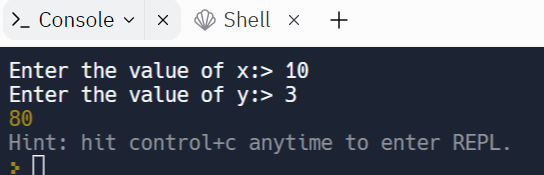 >_ Console ⌄ × Shell × +
Enter the value of x:> 10
Enter the value of y:> 3
80
Hint: hit control+c anytime to enter REPL.
>